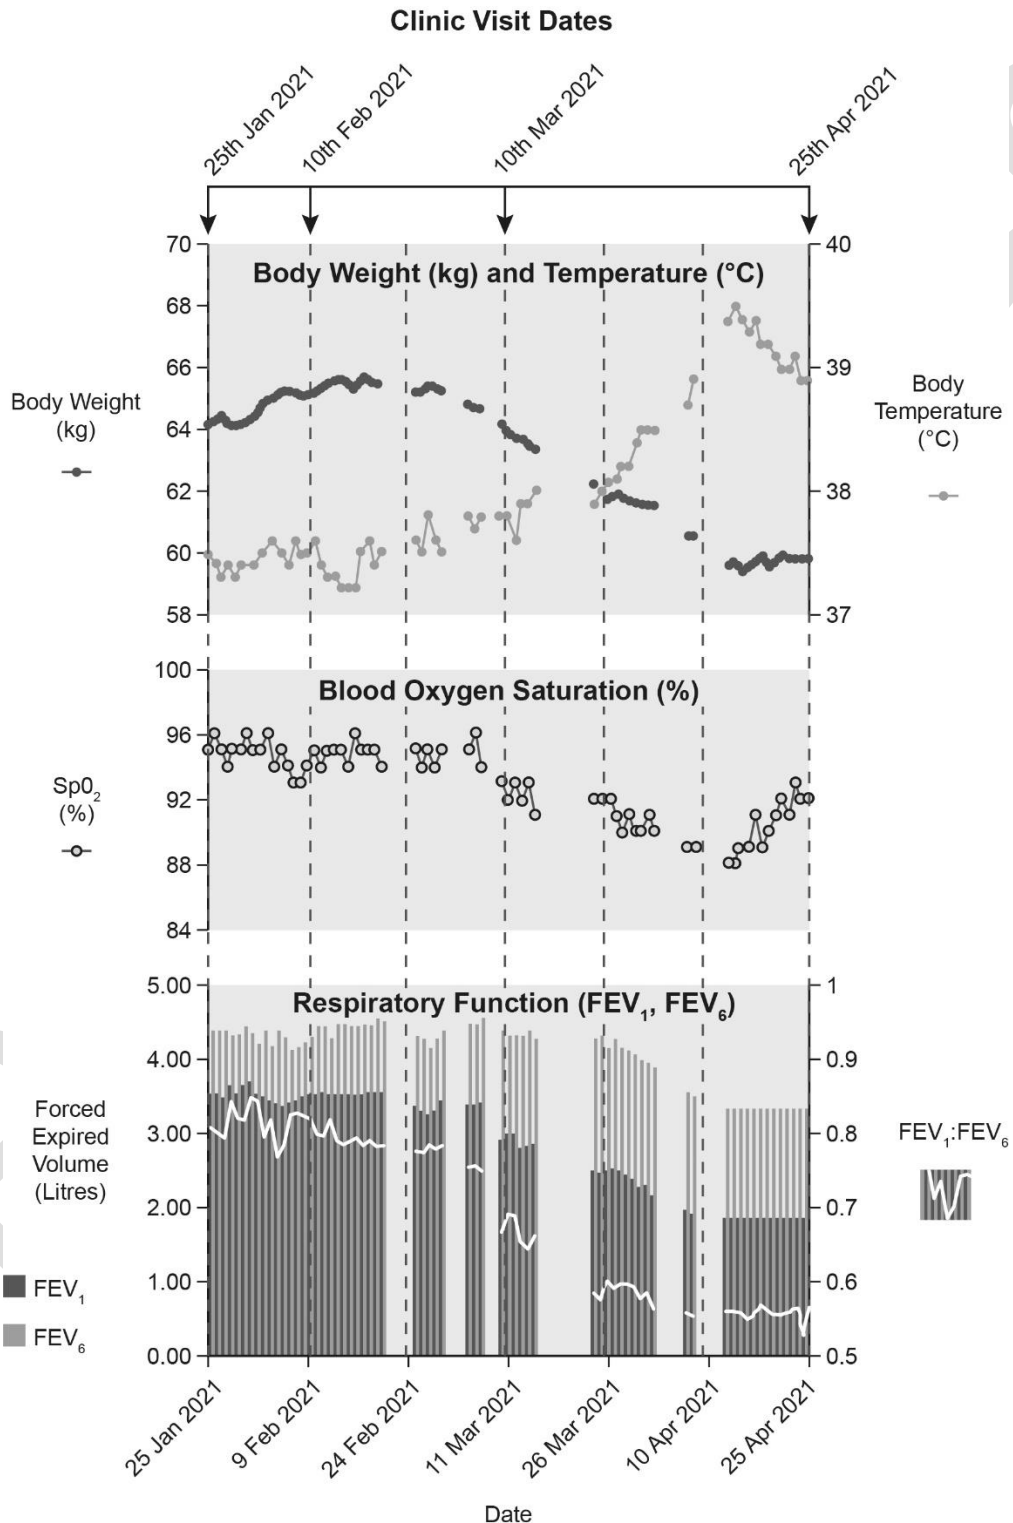 Clinic Visit Dates
25th Jan 2021
10th Feb 2021
10th Mar 2021
25th Apr 2021
Body Weight (kg) and Temperature (°C)
70
68
66
64
62
60
58
40
39
38
37
Body Weight
(kg)
Body
Temperature
(°C)
Blood Oxygen Saturation (%)
100
96
92
88
84
Sp0₂
(%)
Respiratory Function (FEV₁, FEV₆)
5.00
4.00
3.00
2.00
1.00
0.00
1
0.9
0.8
0.7
0.6
0.5
Forced
Expired
Volume
(Litres)
FEV₁
FEV₆
FEV₁:FEV₆
25 Jan 2021
9 Feb 2021
24 Feb 2021
11 Mar 2021
26 Mar 2021
10 Apr 2021
25 Apr 2021
Date